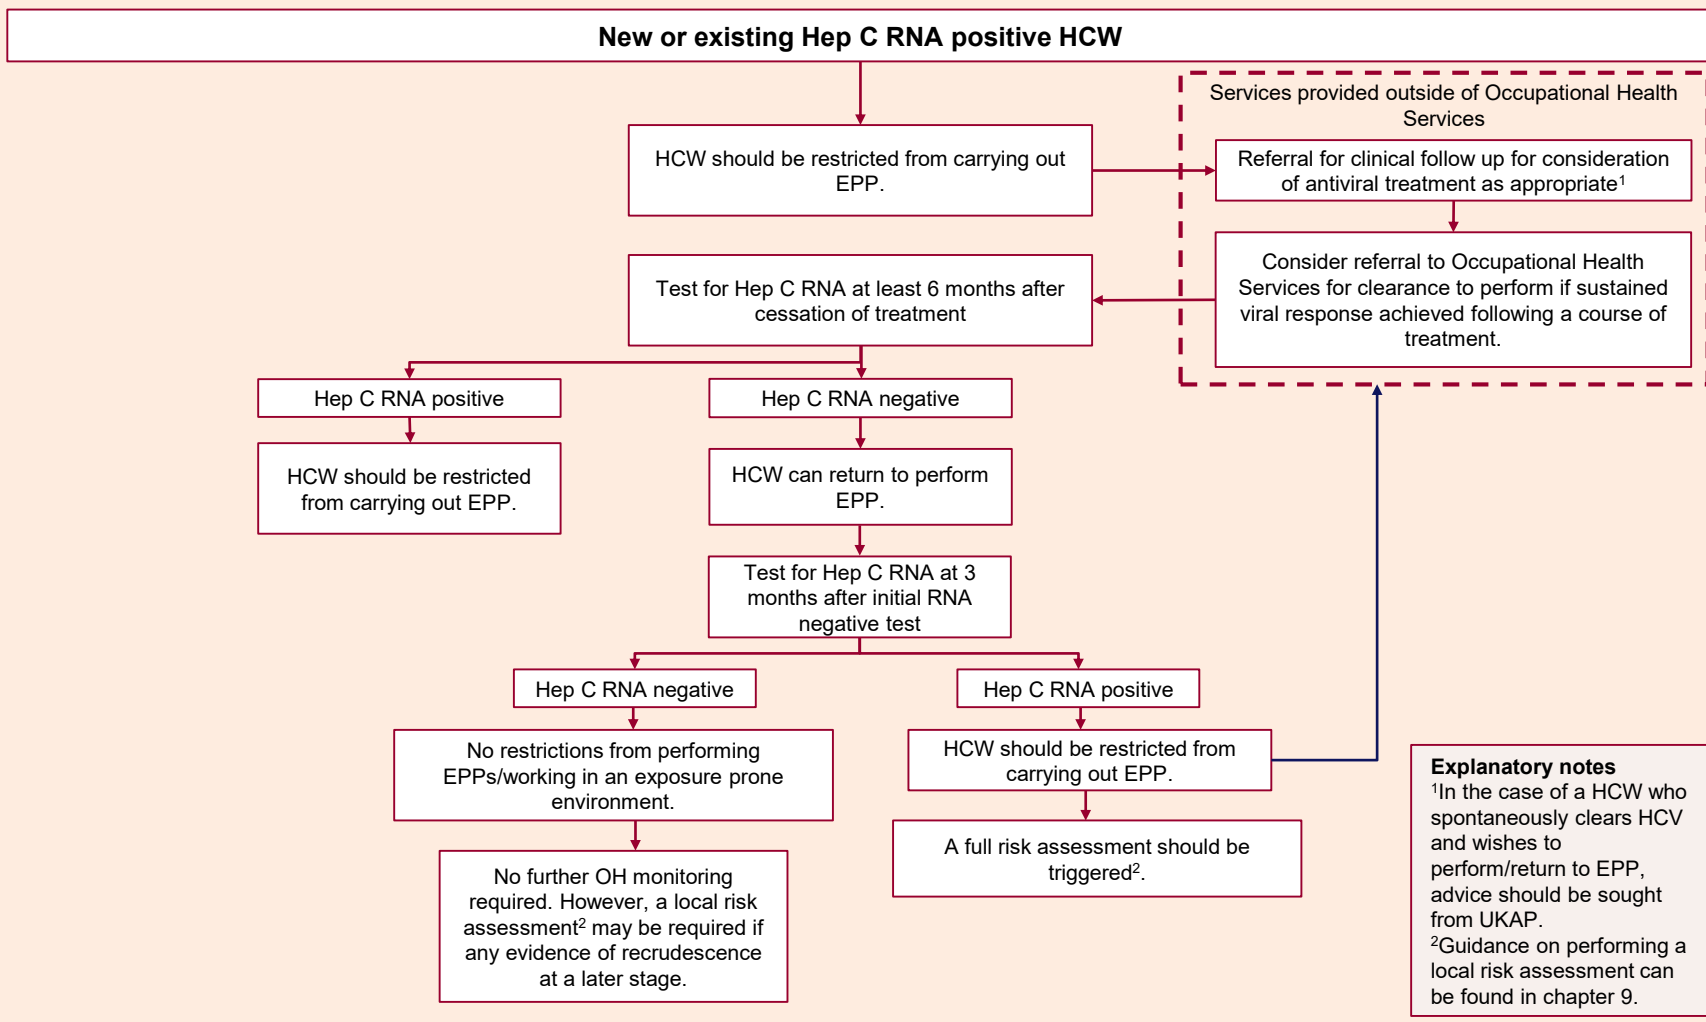 New or existing Hep C RNA positive HCW
Services provided outside of Occupational Health
Services
HCW should be restricted from carrying out
EPP.
Referral for clinical follow up for consideration
of antiviral treatment as appropriate¹
Consider referral to Occupational Health
Services for clearance to perform if sustained
viral response achieved following a course of
treatment.
Test for Hep C RNA at least 6 months after
cessation of treatment
Hep C RNA positive
HCW should be restricted
from carrying out EPP.
Hep C RNA negative
HCW can return to perform
EPP.
Test for Hep C RNA at 3
months after initial RNA
negative test
Hep C RNA negative
No restrictions from performing
EPPs/working in an exposure prone
environment.
No further OH monitoring
required. However, a local risk
assessment² may be required if
any evidence of recrudescence
at a later stage.
Hep C RNA positive
HCW should be restricted from
carrying out EPP.
A full risk assessment should be
triggered².
Explanatory notes
¹In the case of a HCW who
spontaneously clears HCV
and wishes to
perform/return to EPP,
advice should be sought
from UKAP.
²Guidance on performing a
local risk assessment can
be found in chapter 9.